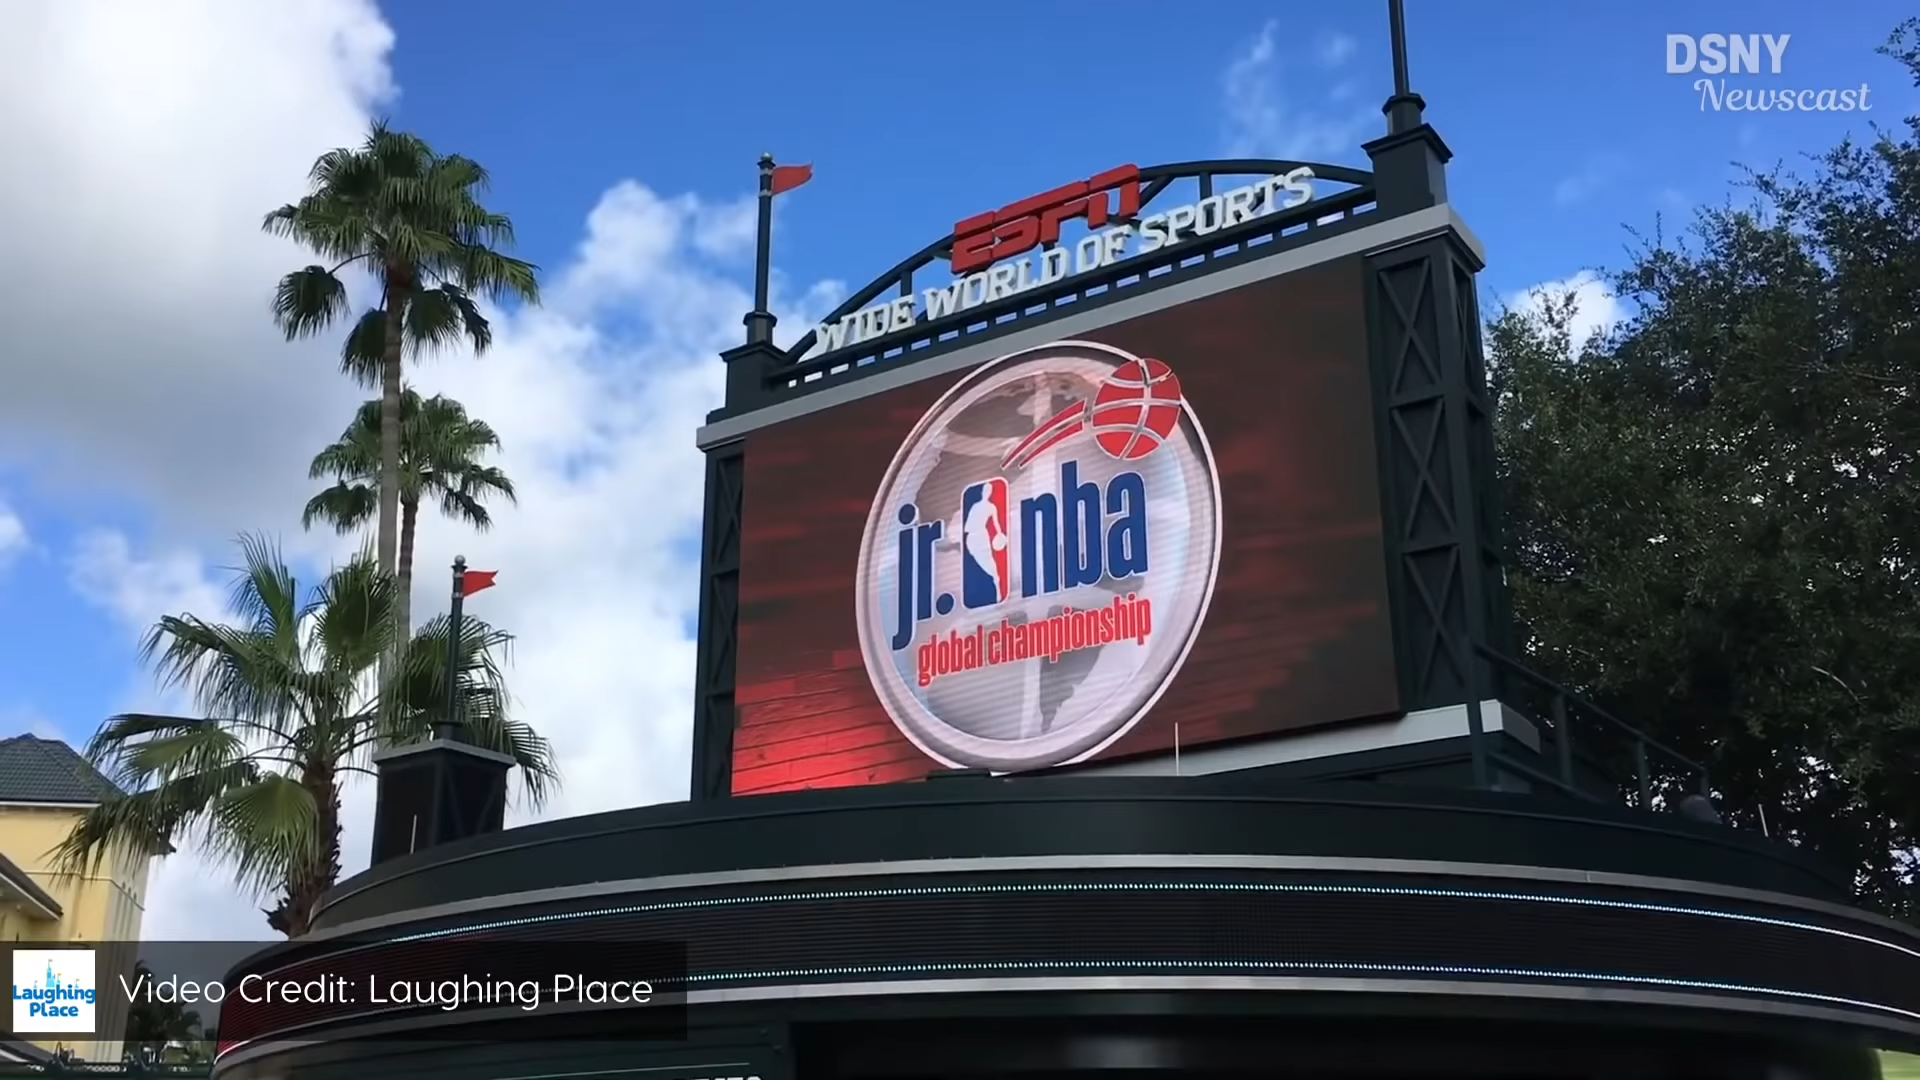 DSNY
Newscast
ESPN
WIDE WORLD OF SPORTS
jr. nba
global championship
Laughing
Place
Video Credit: Laughing Place